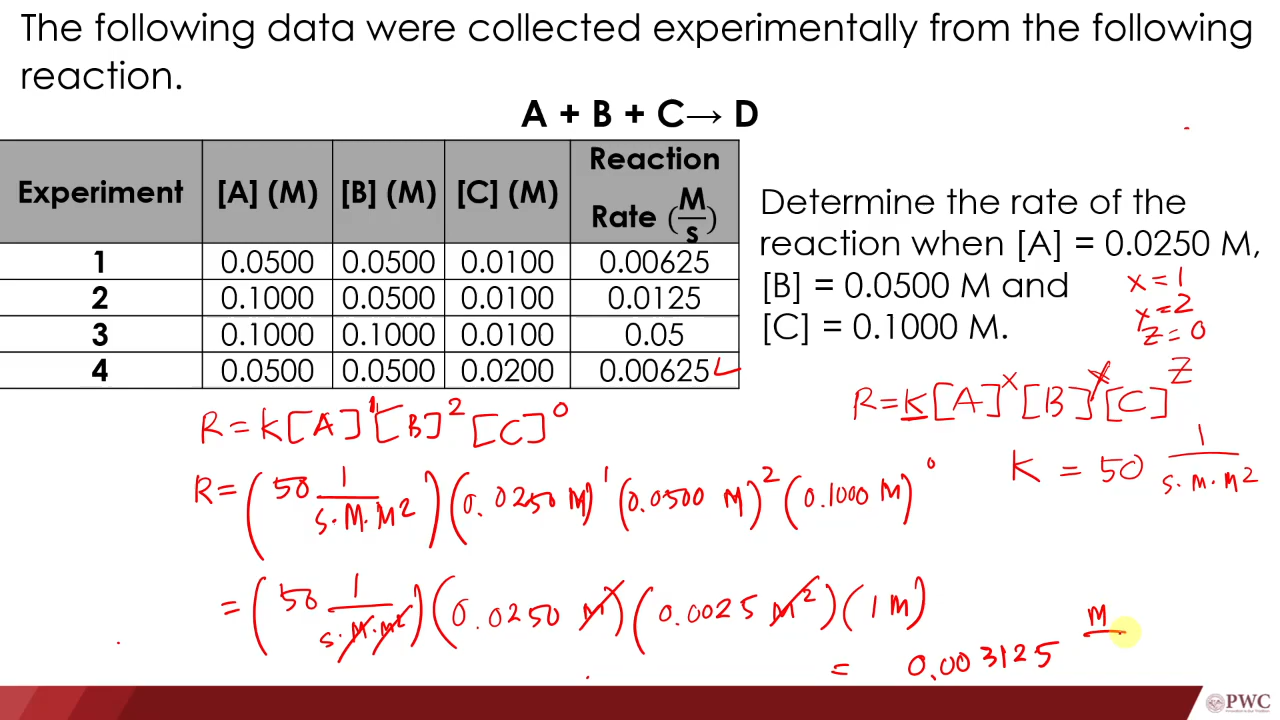 The following data were collected experimentally from the following
reaction.
A + B + C→ D
Experiment [A] (M) [B] (M) [C] (M) Reaction Rate (M/s)
1 0.0500 0.0500 0.0100 0.00625
2 0.1000 0.0500 0.0100 0.0125
3 0.1000 0.1000 0.0100 0.05
4 0.0500 0.0500 0.0200 0.00625
Determine the rate of the
reaction when [A] = 0.0250 M,
[B] = 0.0500 M and
[C] = 0.1000 M.
x = 1
y = 2
z = 0
R = K[A]^x [B]^y [C]^z
K = 50 1/(s·M·M²)
R = K[A]^1 [B]^2 [C]^0
R = (50 1/(s·M·M²)) (0.0250 M)^1 (0.0500 M)^2 (0.1000 M)^0
= (50 1/(s·M·M²)) (0.0250 M) (0.0025 M²) (1 M)
= 0.003125 M
PWC